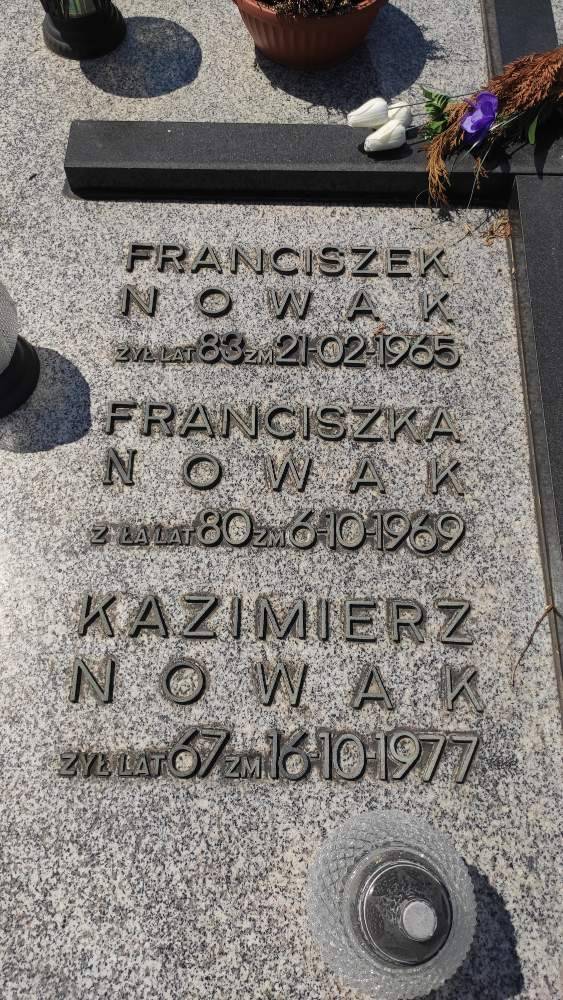 FRANCISZEK
NOWAK
ŻYŁ LAT 83 ZM 21-02-1965
FRANCISZKA
NOWAK
Z ŁA LAT 80 ZM 6-10-1969
KAZIMIERZ
NOWAK
ŻYŁ LAT 67 ZM 16-10-1977